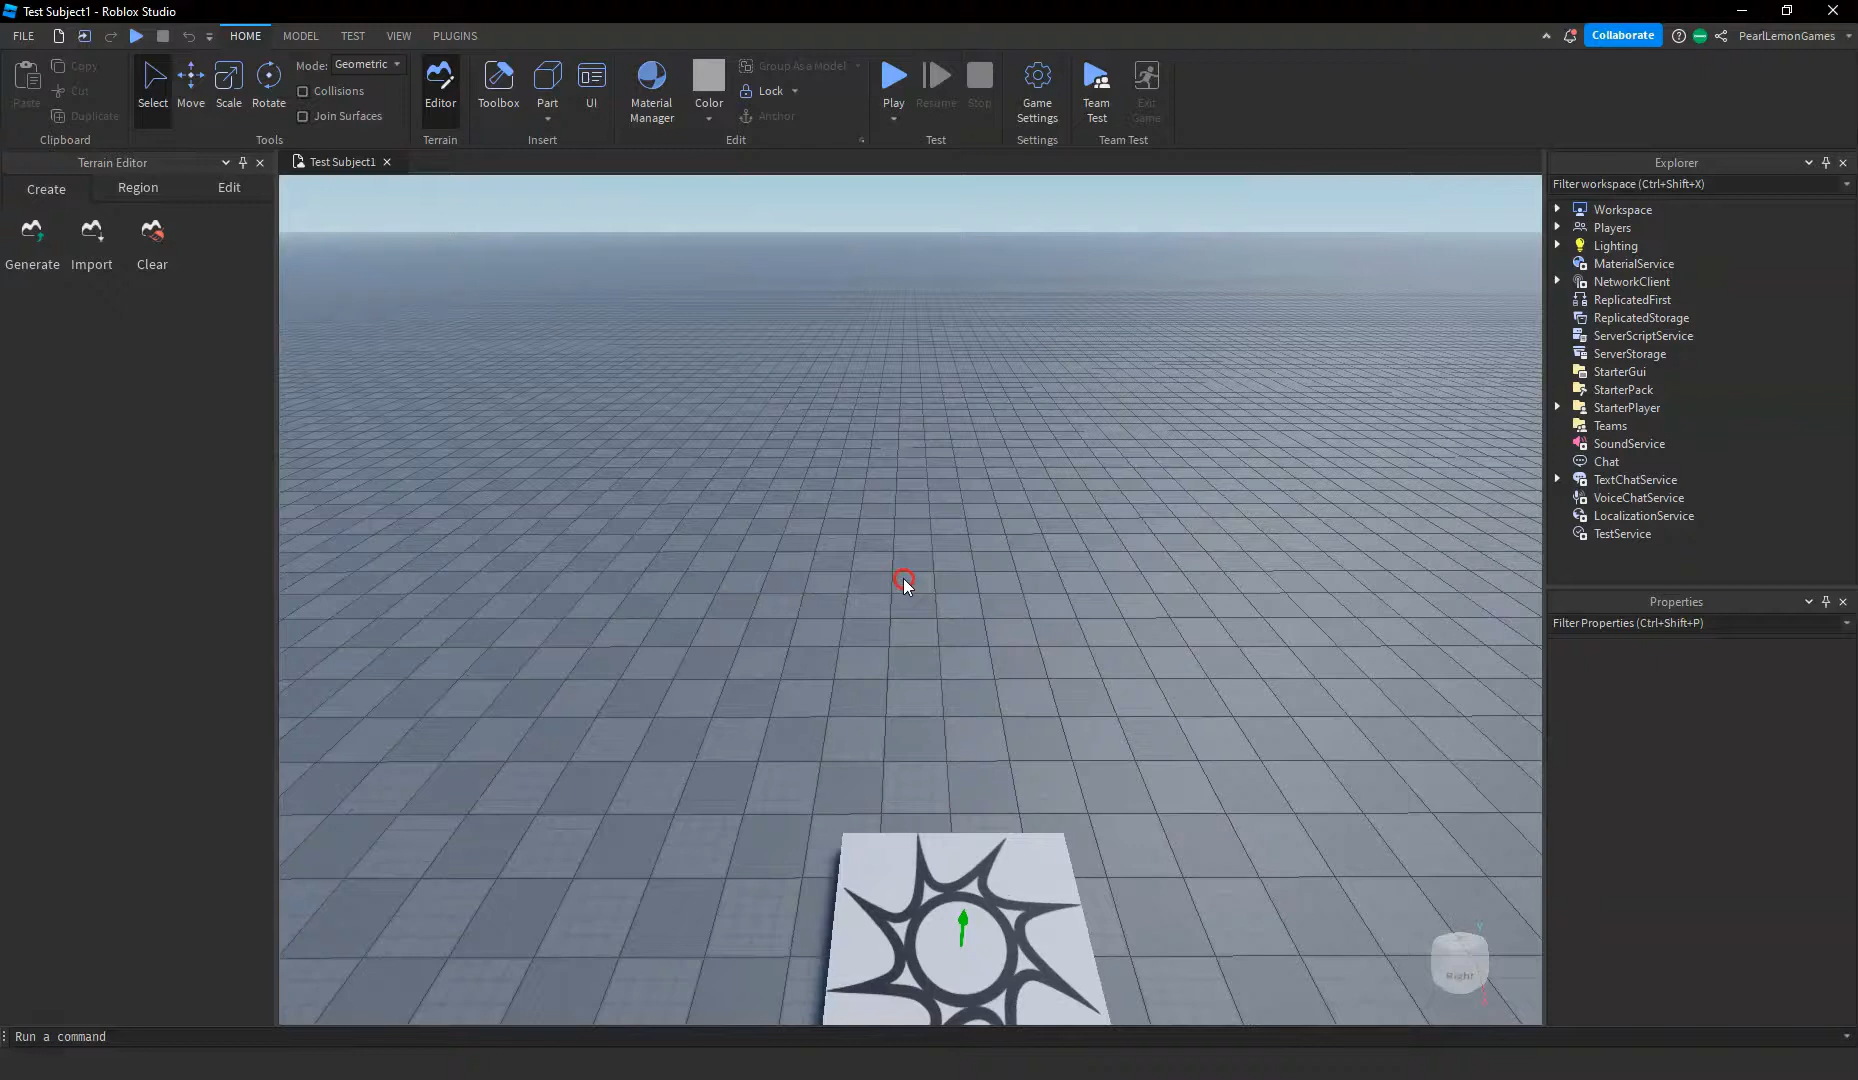 Test Subject1 - Roblox Studio
FILE HOME MODEL TEST VIEW PLUGINS Collaborate PearlLemonGames
Paste Copy Cut Duplicate Clipboard
Select Move Scale Rotate Mode: Geometric Collisions Join Surfaces Tools
Editor Terrain
Toolbox Part UI Insert
Material Manager Color Group As a Model Lock Anchor Edit
Play Resume Stop Test
Game Settings Settings
Team Test Exit Game Team Test
Terrain Editor
Create Region Edit
Generate Import Clear
Test Subject1
Right
Y
Explorer
Filter workspace (Ctrl+Shift+X)
Workspace
Players
Lighting
MaterialService
NetworkClient
ReplicatedFirst
ReplicatedStorage
ServerScriptService
ServerStorage
StarterGui
StarterPack
StarterPlayer
Teams
SoundService
Chat
TextChatService
VoiceChatService
LocalizationService
TestService
Properties
Filter Properties (Ctrl+Shift+P)
Run a command